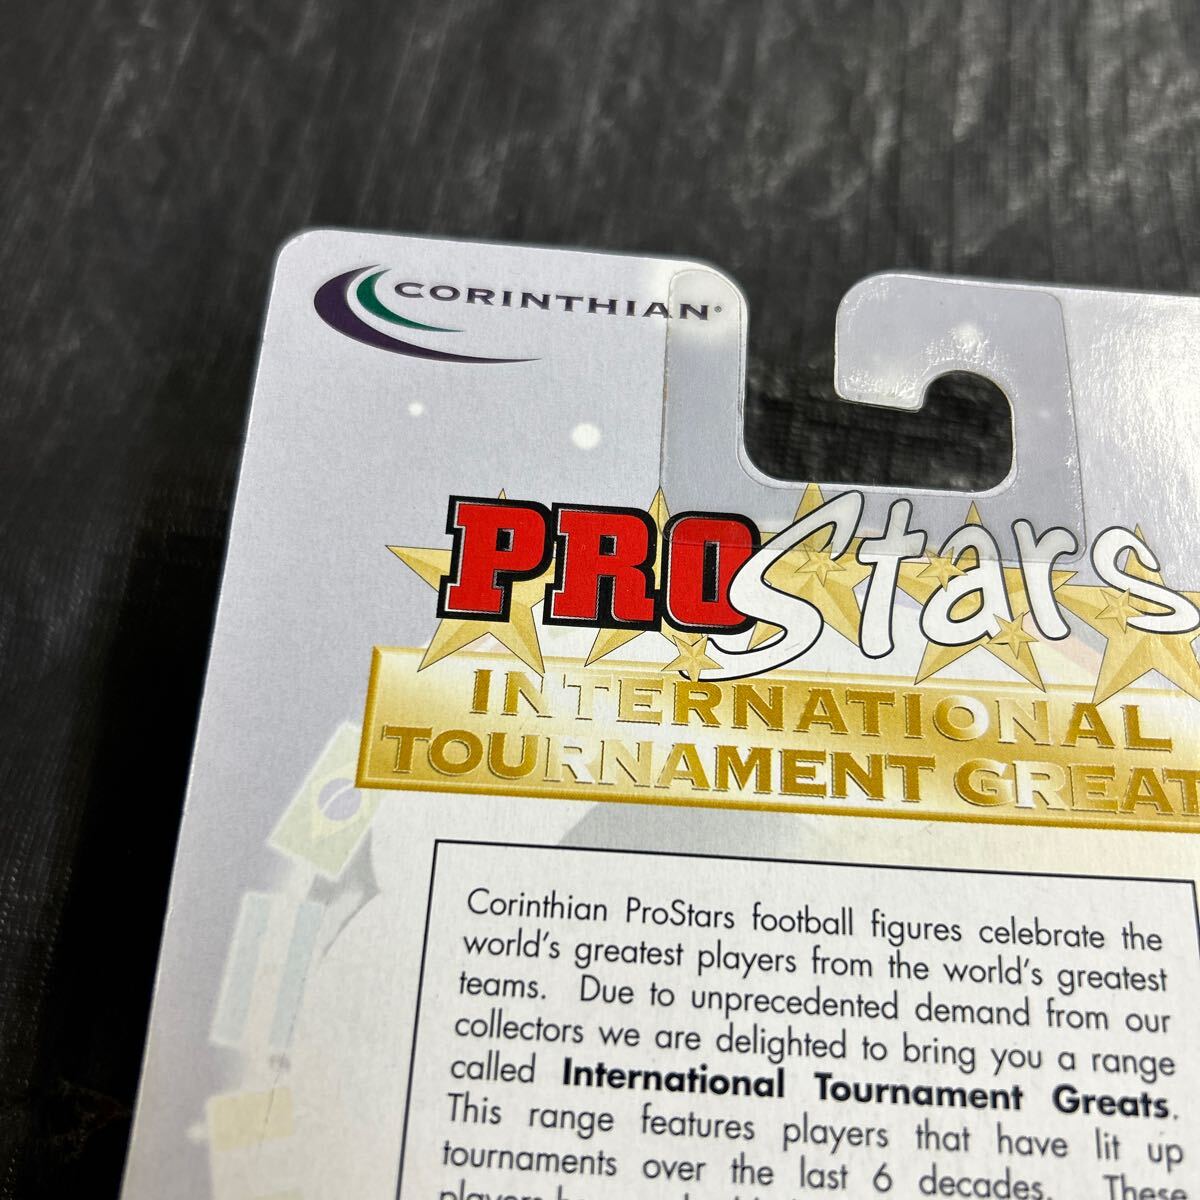 CORINTHIAN®
PROStars
INTERNATIONAL
TOURNAMENT GREAT
Corinthian ProStars football figures celebrate the
world's greatest players from the world's greatest
teams. Due to unprecedented demand from our
collectors we are delighted to bring you a range
called International Tournament Greats.
This range features players that have lit up
tournaments over the last 6 decades. These